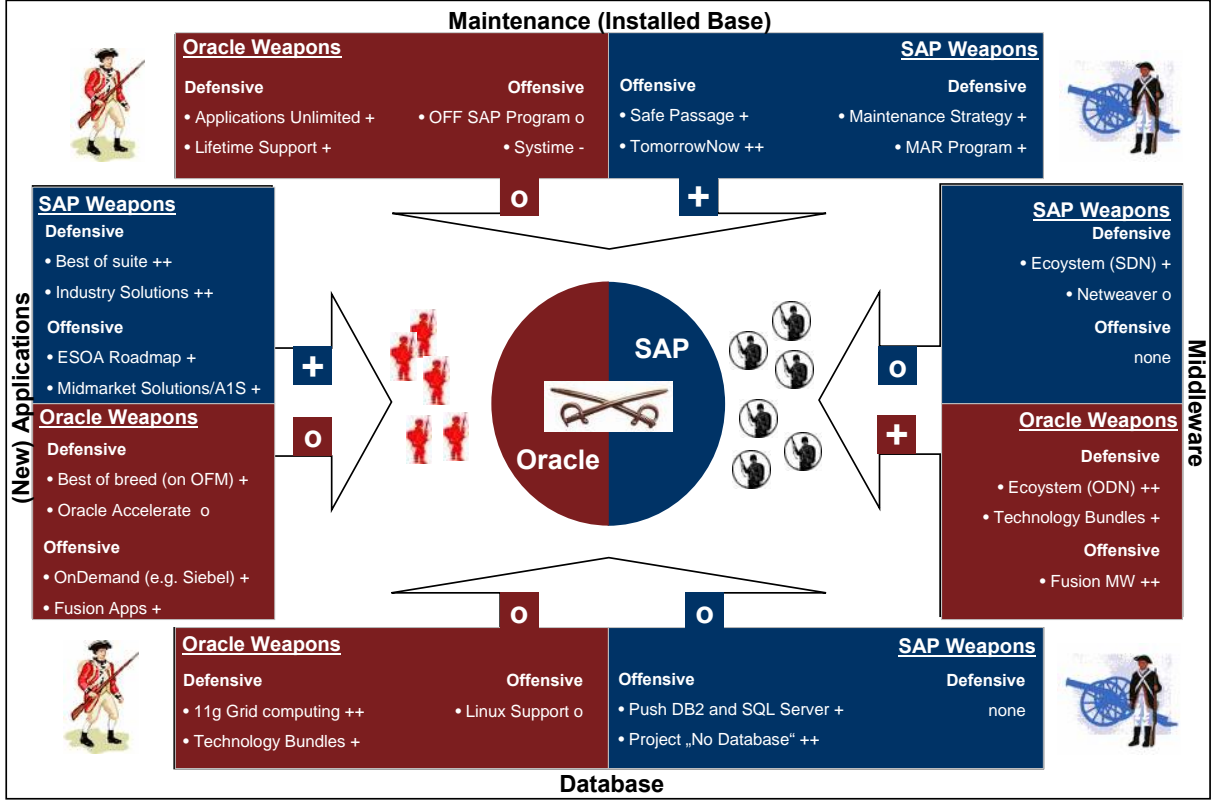 Maintenance (Installed Base)
Oracle Weapons
Defensive
• Applications Unlimited +
• Lifetime Support +
Offensive
• OFF SAP Program o
• Systime -
SAP Weapons
Offensive
• Safe Passage +
• TomorrowNow ++
Defensive
• Maintenance Strategy +
• MAR Program +
o
+
(New) Applications
SAP Weapons
Defensive
• Best of suite ++
• Industry Solutions ++
Offensive
• ESOA Roadmap +
• Midmarket Solutions/A1S +
+
Oracle Weapons
Defensive
• Best of breed (on OFM) +
• Oracle Accelerate o
Offensive
• OnDemand (e.g. Siebel) +
• Fusion Apps +
o
SAP
Oracle
Middleware
SAP Weapons
Defensive
• Ecoystem (SDN) +
• Netweaver o
Offensive
none
o
Oracle Weapons
Defensive
• Ecoystem (ODN) ++
• Technology Bundles +
Offensive
• Fusion MW ++
+
o
o
Oracle Weapons
Defensive
• 11g Grid computing ++
• Technology Bundles +
Offensive
• Linux Support o
SAP Weapons
Offensive
• Push DB2 and SQL Server +
• Project „No Database“ ++
Defensive
none
Database